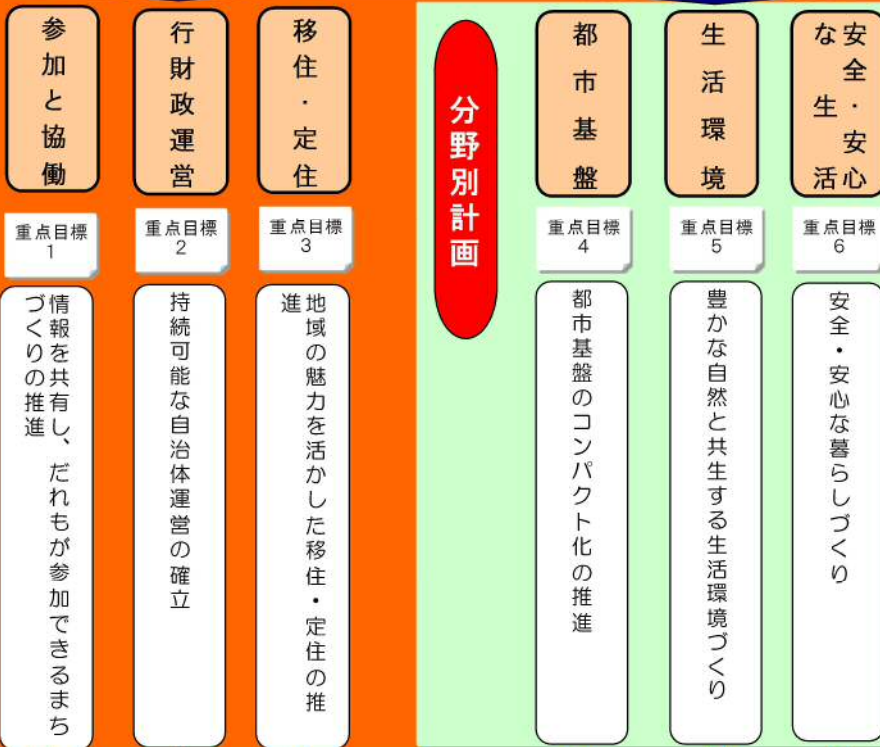 参加と協働
重点目標
1
情報を共有し、だれもが参加できるまち
づくりの推進
行財政運営
重点目標
2
持続可能な自治体運営の確立
移住・定住
重点目標
3
地域の魅力を活かした移住・定住の推
進
分野別計画
都市基盤
重点目標
4
都市基盤のコンパクト化の推進
生活環境
重点目標
5
豊かな自然と共生する生活環境づくり
安全・安心
な生活
重点目標
6
安全・安心な暮らしづくり